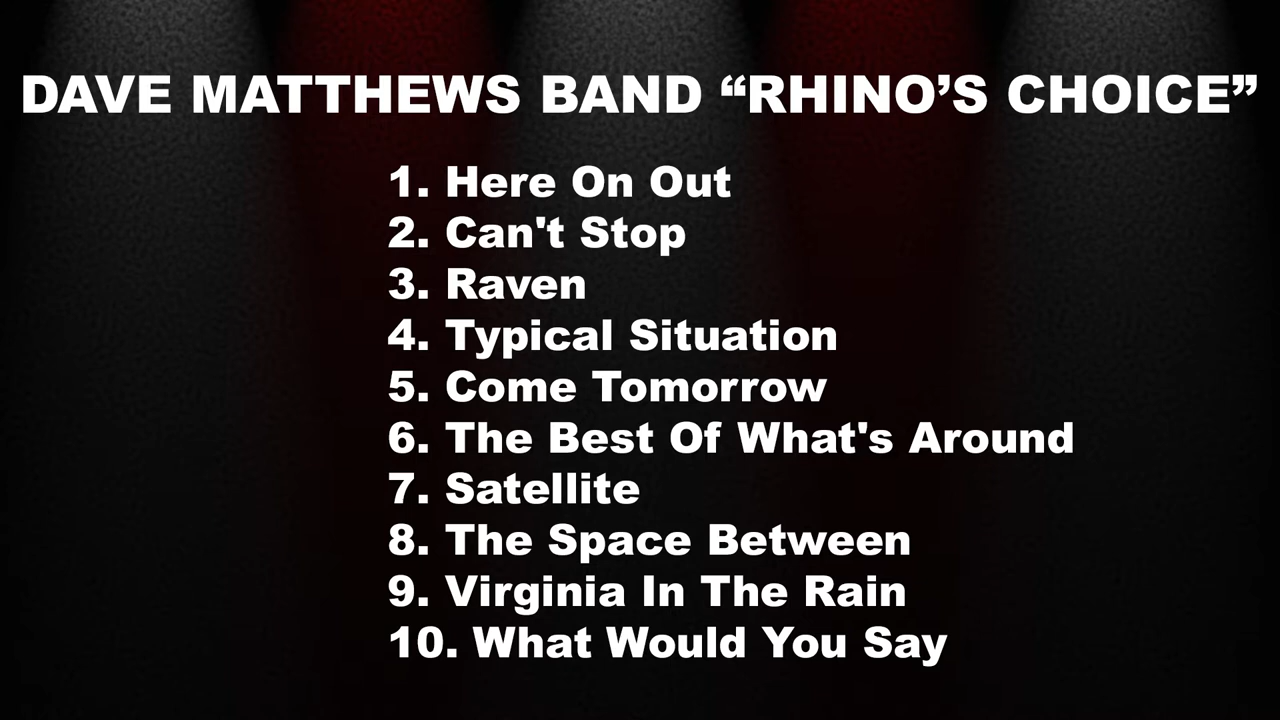 DAVE MATTHEWS BAND “RHINO’S CHOICE”
1. Here On Out
2. Can't Stop
3. Raven
4. Typical Situation
5. Come Tomorrow
6. The Best Of What's Around
7. Satellite
8. The Space Between
9. Virginia In The Rain
10. What Would You Say